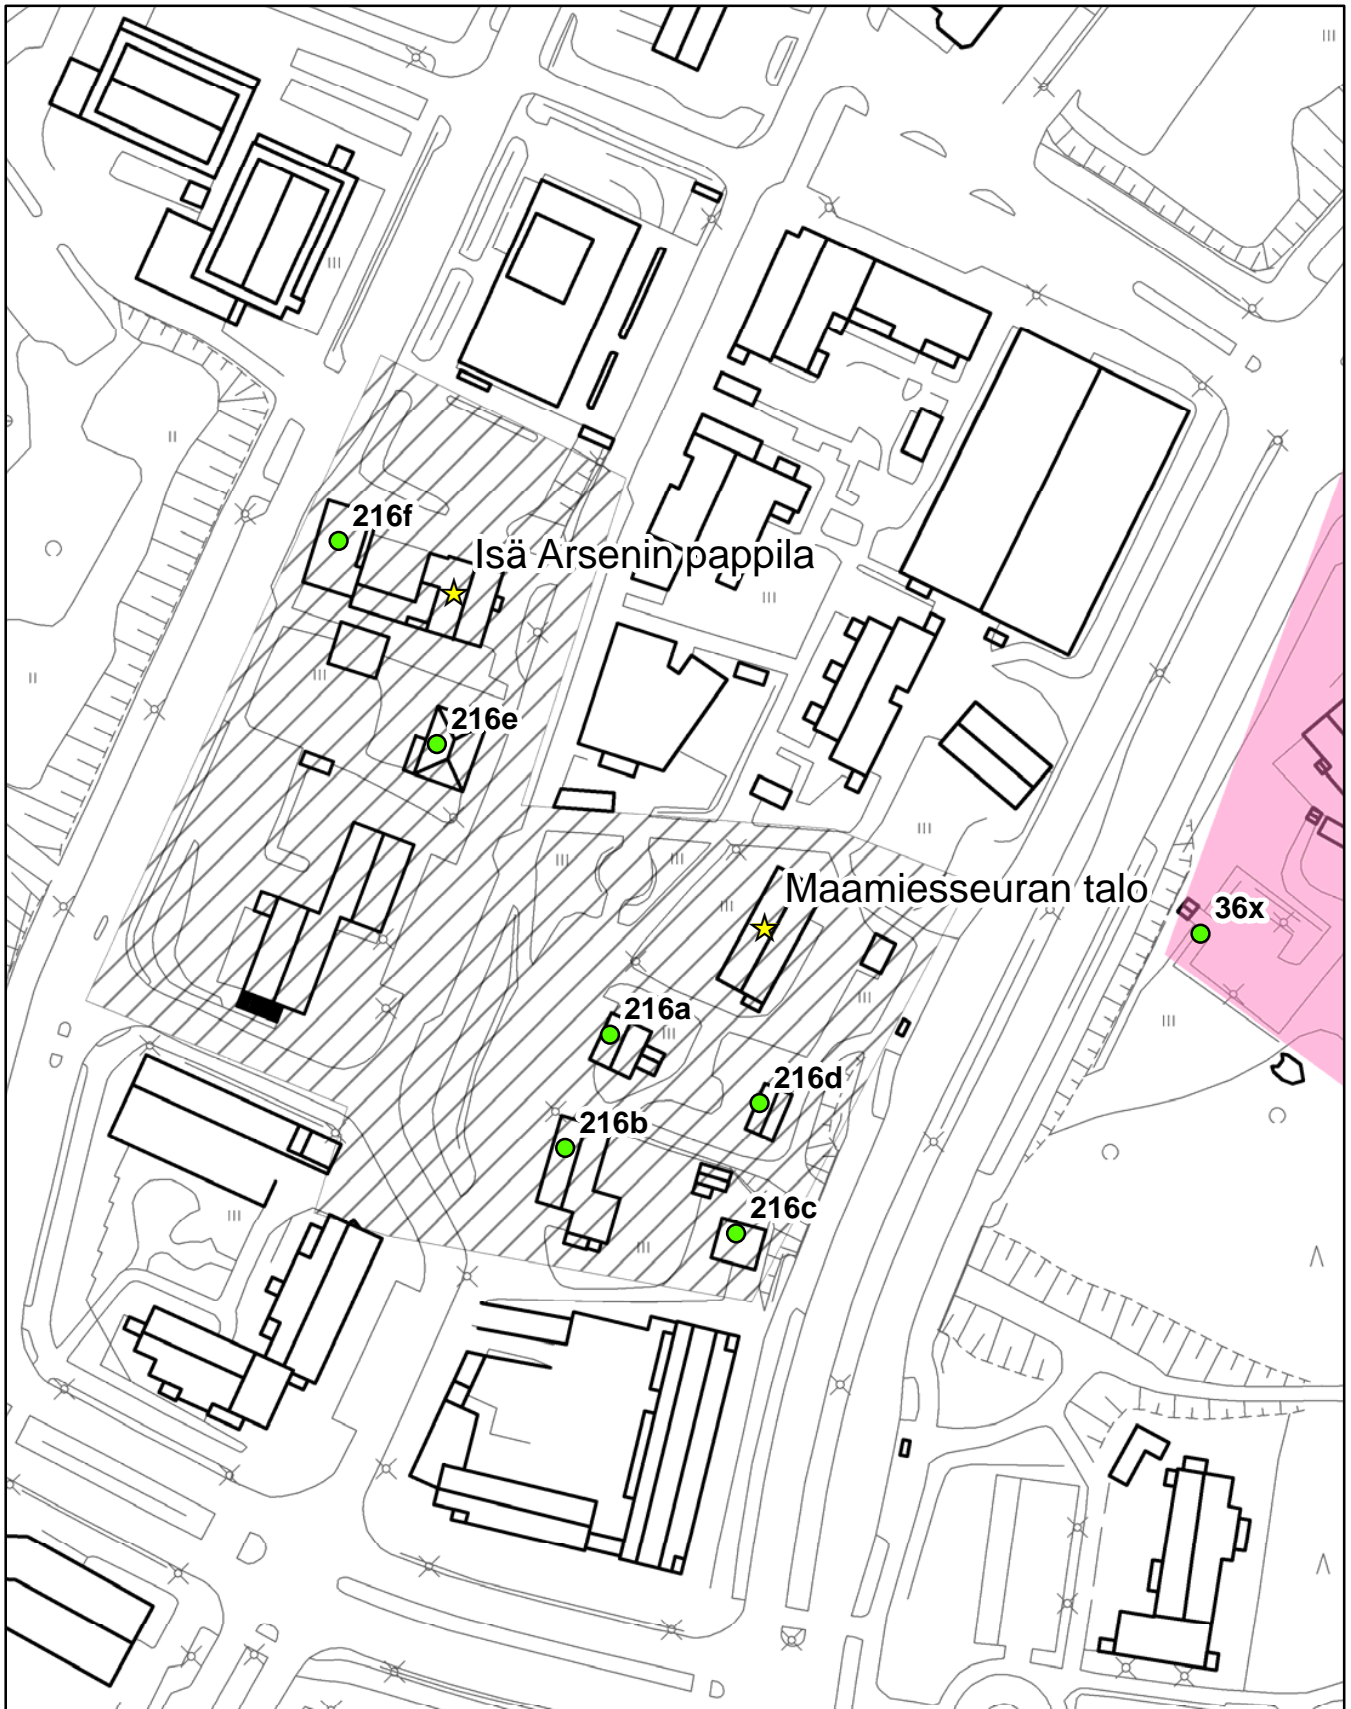 216f
Isä Arsenin pappila
216e
Maamiesseuran talo
36x
216a
216d
216b
216c